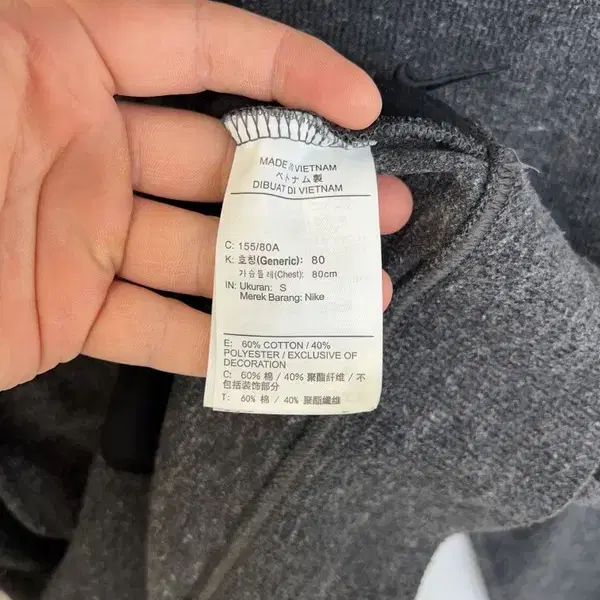 MADE IN VIETNAM
ベトナム製
DIBUAT DI VIETNAM
C: 155/80A
K: 호칭(Generic): 80
가슴둘레(Chest): 80cm
IN: Ukuran: S
Merek Barang: Nike
E: 60% COTTON / 40%
POLYESTER / EXCLUSIVE OF
DECORATION
C: 60% 棉 / 40% 聚酯纤维 / 不
包括装饰部分
T: 60% 棉 / 40% 聚酯纖維